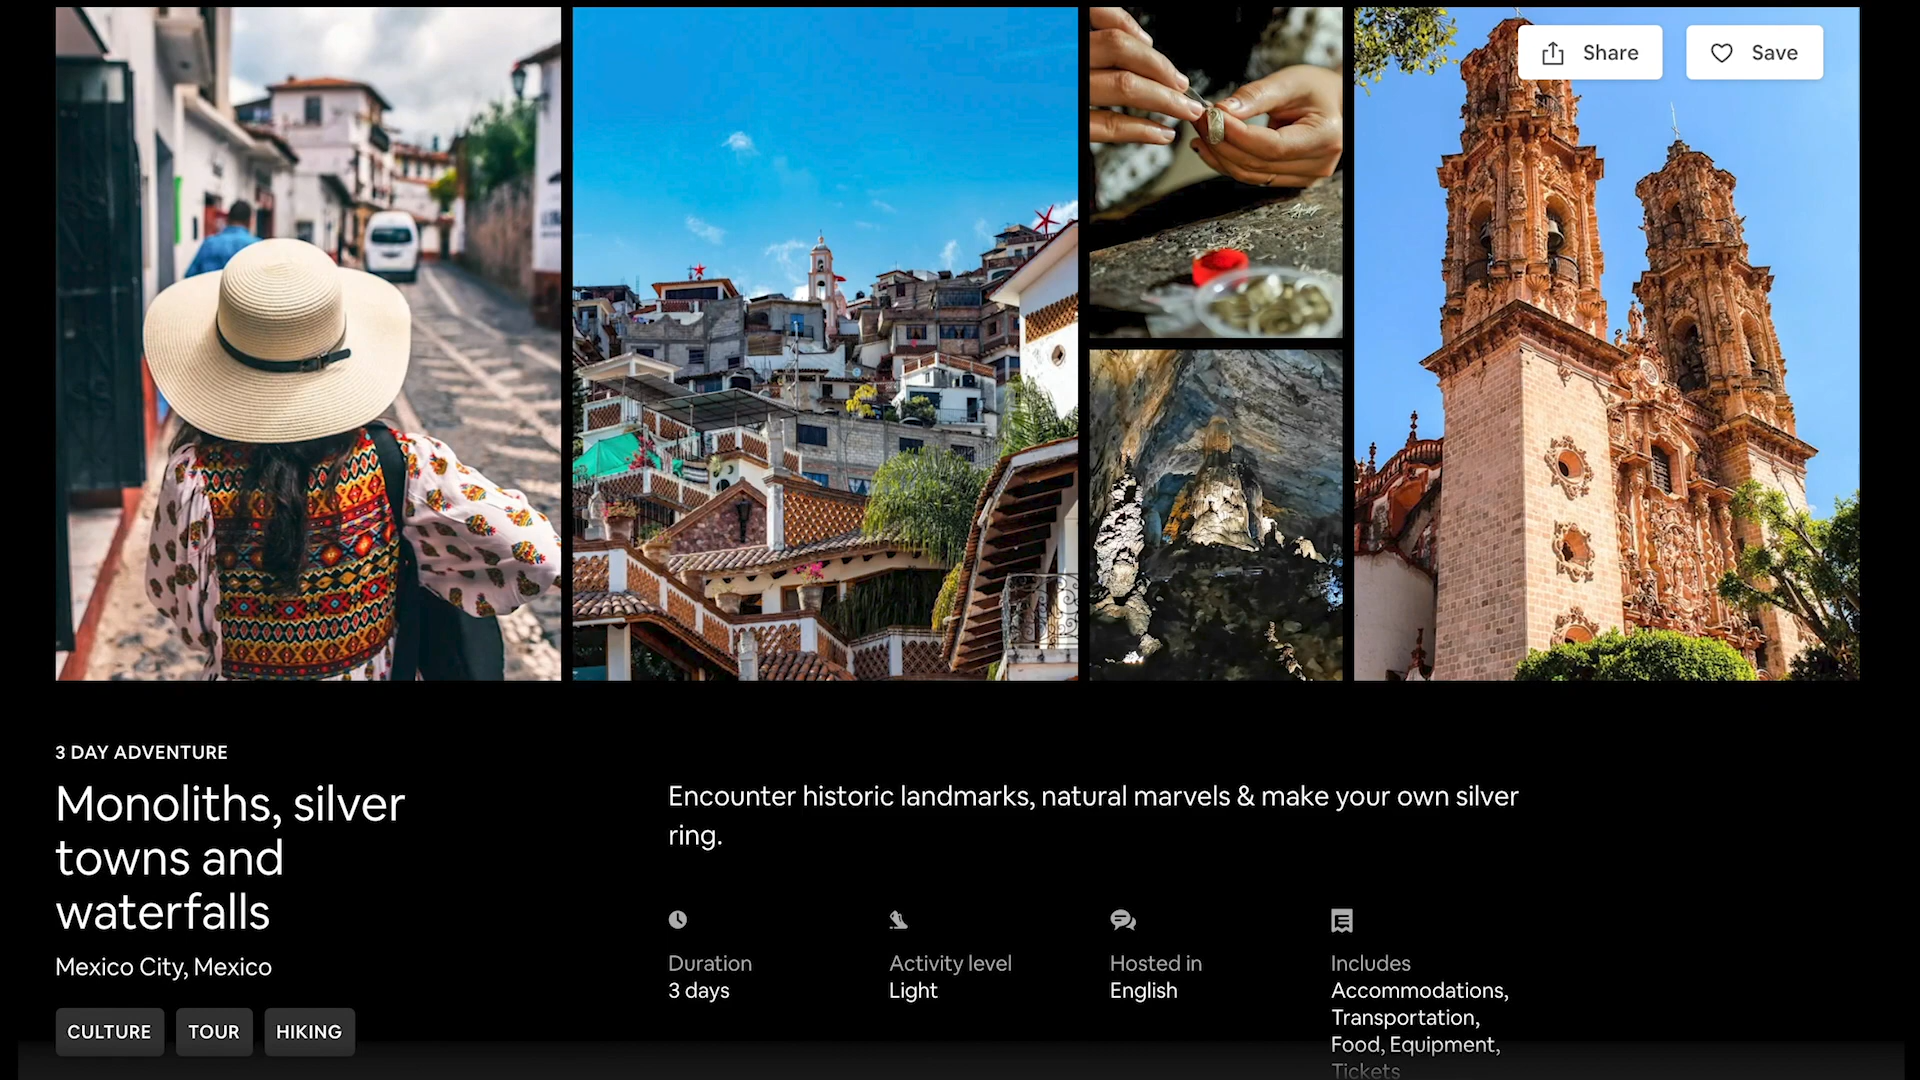 Share
Save
3 DAY ADVENTURE
Monoliths, silver
towns and
waterfalls
Mexico City, Mexico
CULTURE
TOUR
HIKING
Encounter historic landmarks, natural marvels & make your own silver
ring.
Duration
3 days
Activity level
Light
Hosted in
English
Includes
Accommodations,
Transportation,
Food, Equipment,
Tickets